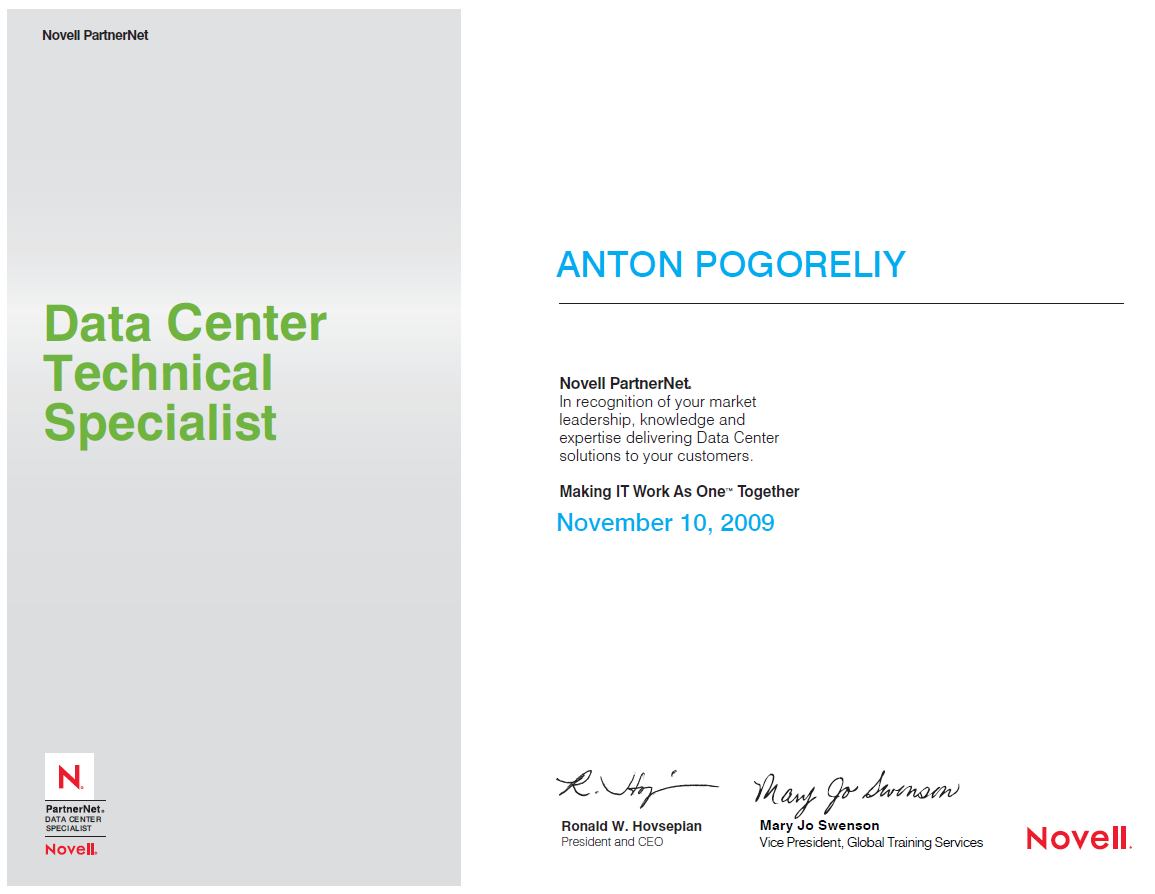 Novell PartnerNet
Data Center
Technical
Specialist
N.
PartnerNet®
DATA CENTER
SPECIALIST
Novell.
ANTON POGORELIY
Novell PartnerNet.
In recognition of your market
leadership, knowledge and
expertise delivering Data Center
solutions to your customers.
Making IT Work As One™ Together
November 10, 2009
R. Hovsepian
Mary Jo Swenson
Ronald W. Hovsepian
President and CEO
Mary Jo Swenson
Vice President, Global Training Services
Novell.